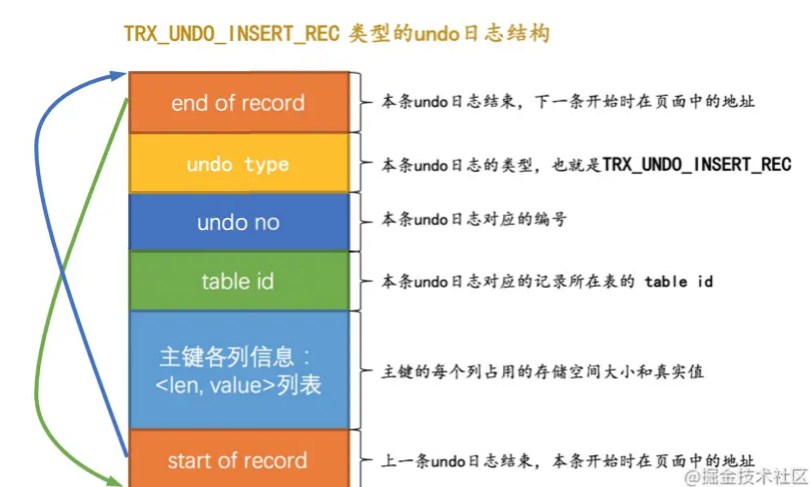 TRX_UNDO_INSERT_REC 类型的undo日志结构
end of record
本条undo日志结束，下一条开始时在页面中的地址
undo type
本条undo日志的类型，也就是TRX_UNDO_INSERT_REC
undo no
本条undo日志对应的编号
table id
本条undo日志对应的记录所在表的 table id
主键各列信息：
<len, value>列表
主键的每个列占用的存储空间大小和真实值
start of record
上一条undo日志结束，本条开始时在页面中的地址
@掘金技术社区